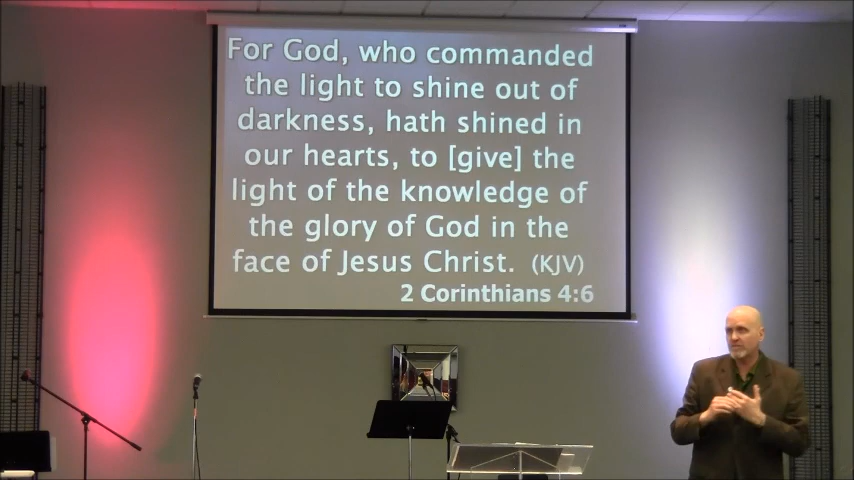 For God, who commanded
the light to shine out of
darkness, hath shined in
our hearts, to [give] the
light of the knowledge of
the glory of God in the
face of Jesus Christ. (KJV)
2 Corinthians 4:6